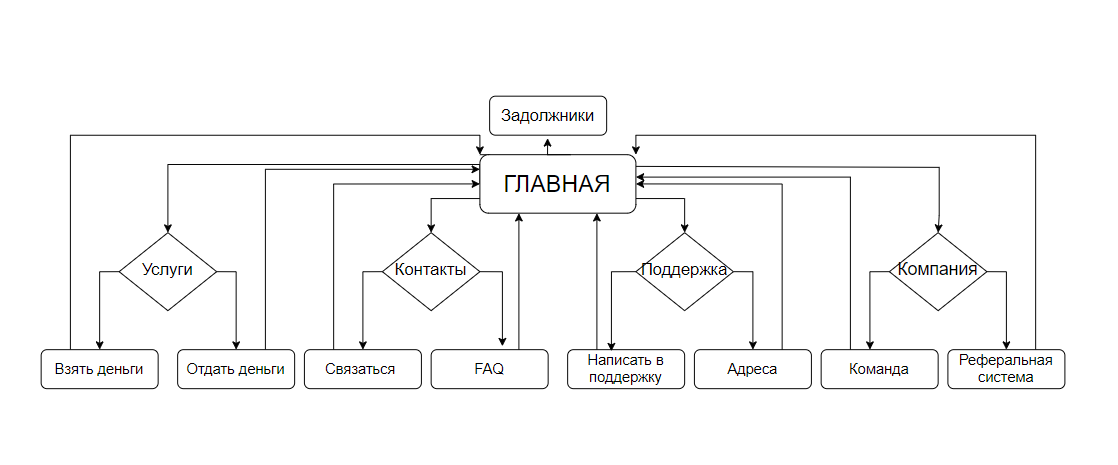 Задолжники
ГЛАВНАЯ
Услуги
Контакты
Поддержка
Компания
Взять деньги
Отдать деньги
Связаться
FAQ
Написать в
поддержку
Адреса
Команда
Реферальная
система